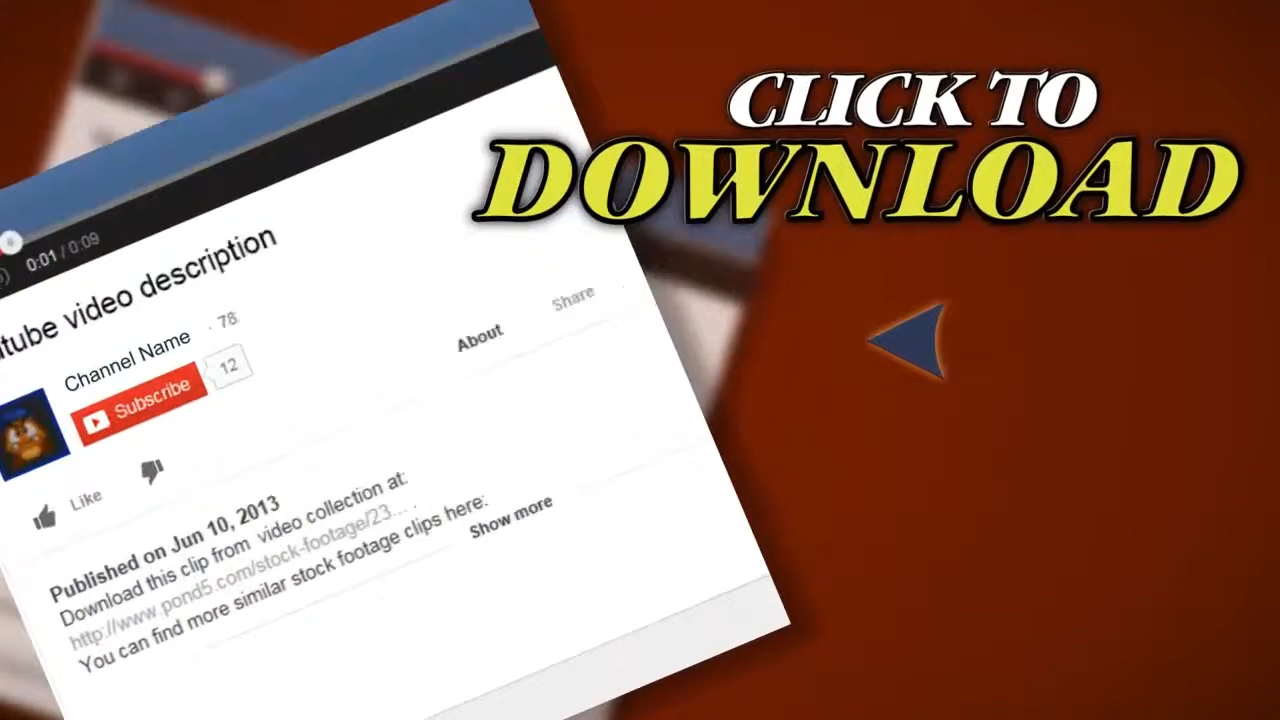 CLICK TO
DOWNLOAD
0:01 / 0:09
tube video description
Channel Name
78
Subscribe
12
About
Share
Like
Published on Jun 10, 2013
Download this clip from video collection at:
http://www.pond5.com/stock-footage/23...
You can find more similar stock footage clips here:
Show more